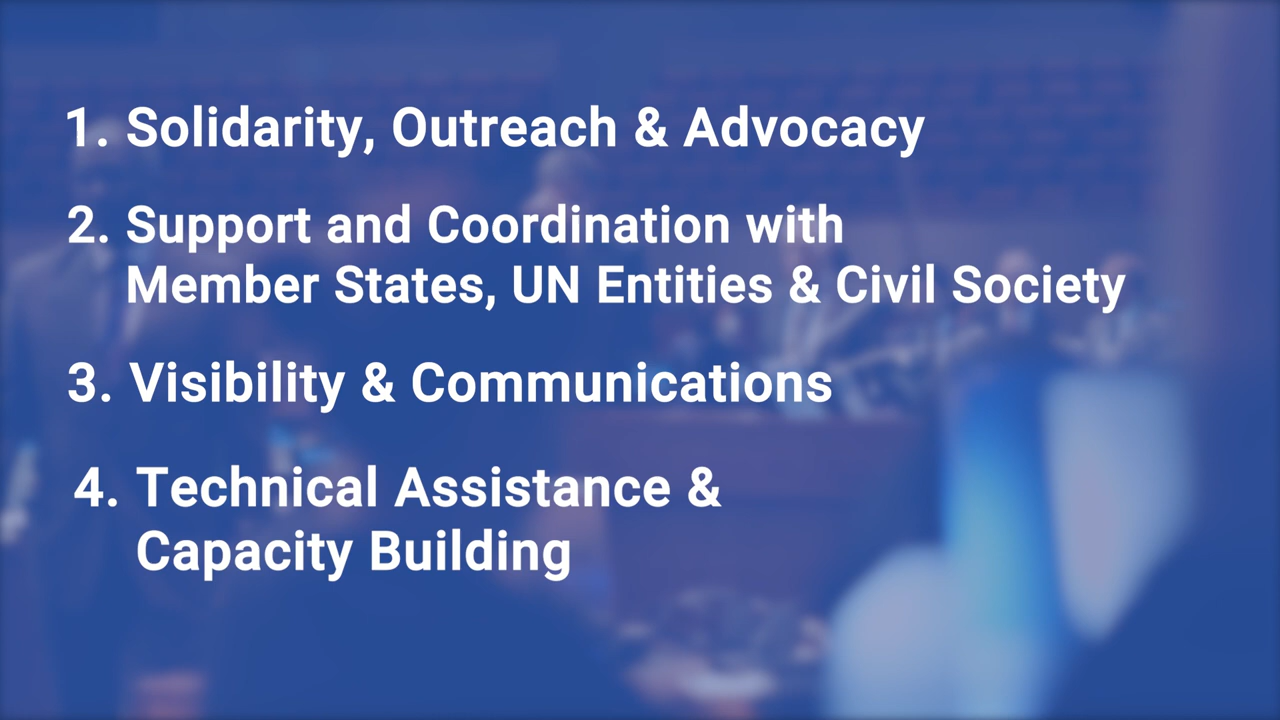 1. Solidarity, Outreach & Advocacy
2. Support and Coordination with
Member States, UN Entities & Civil Society
3. Visibility & Communications
4. Technical Assistance &
Capacity Building